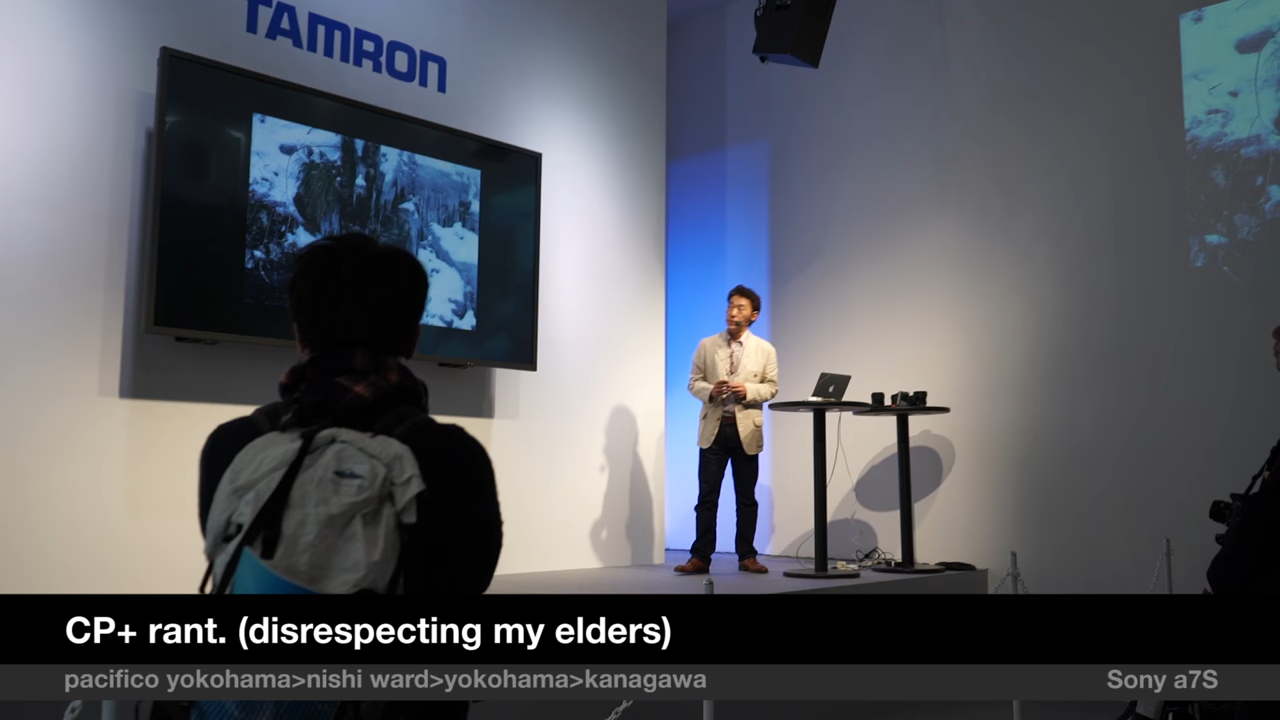 TAMRON
CP+ rant. (disrespecting my elders)
pacifico yokohama>nishi ward>yokohama>kanagawa
Sony a7S